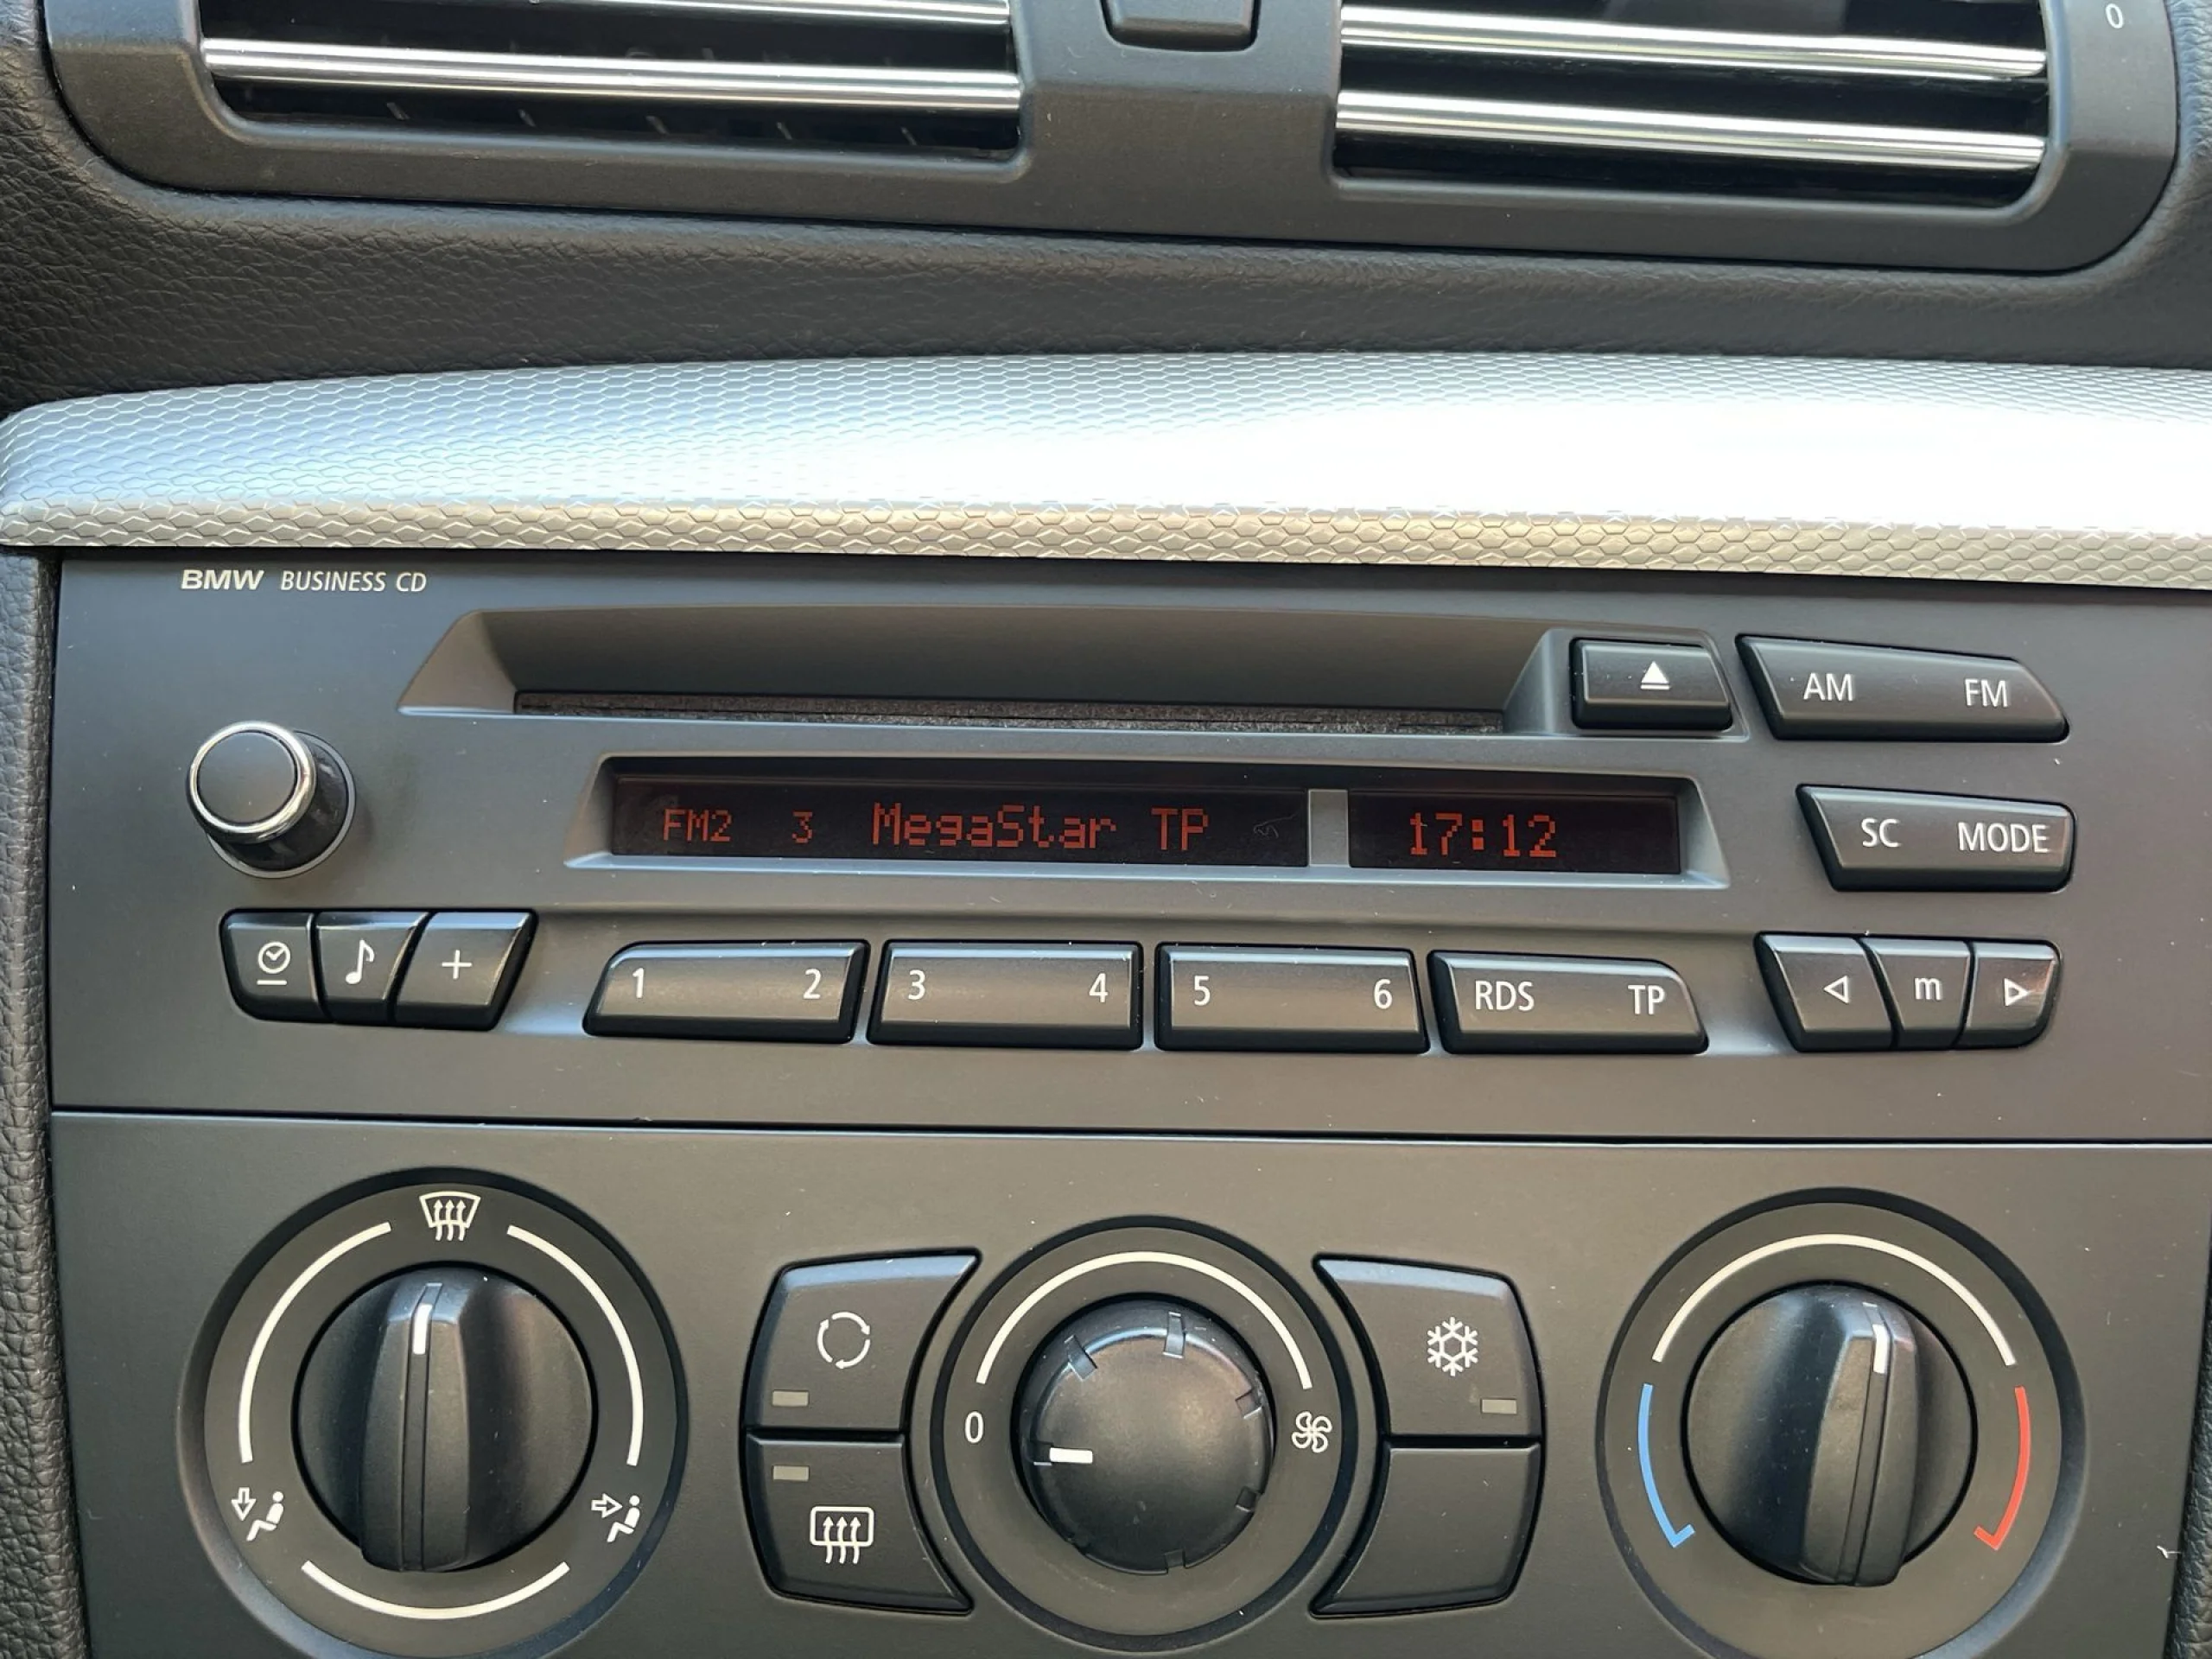 0
BMW BUSINESS CD
AM FM
FM2 3 MegaStar TP 17:12
SC MODE
+ 1 2 3 4 5 6 RDS TP m
0